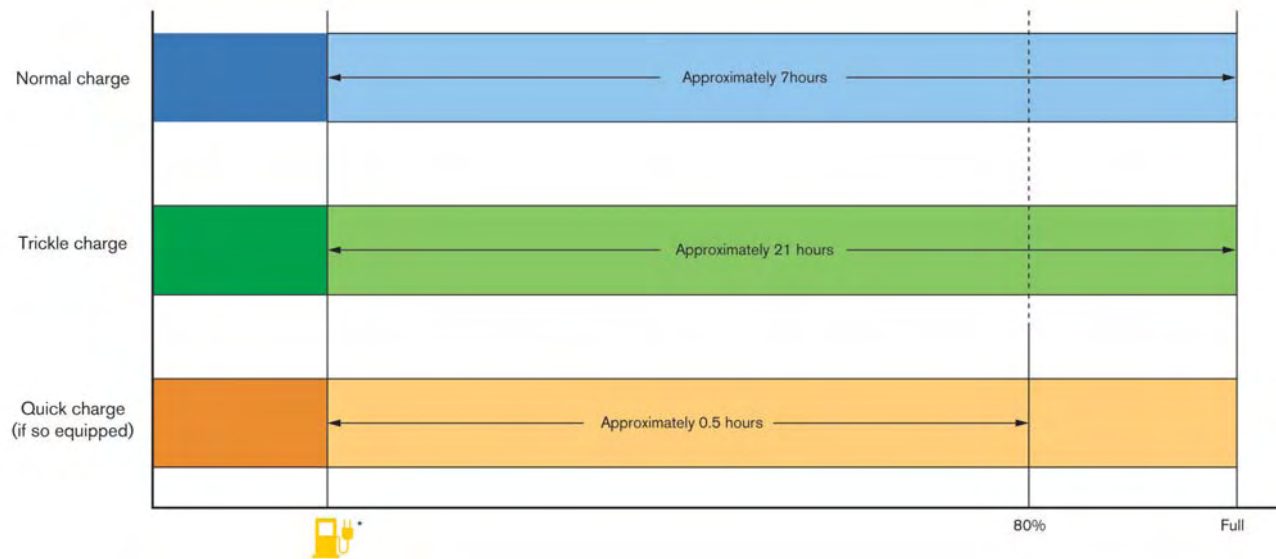 Normal charge
Approximately 7hours
Trickle charge
Approximately 21 hours
Quick charge
(if so equipped)
Approximately 0.5 hours
*
80%
Full